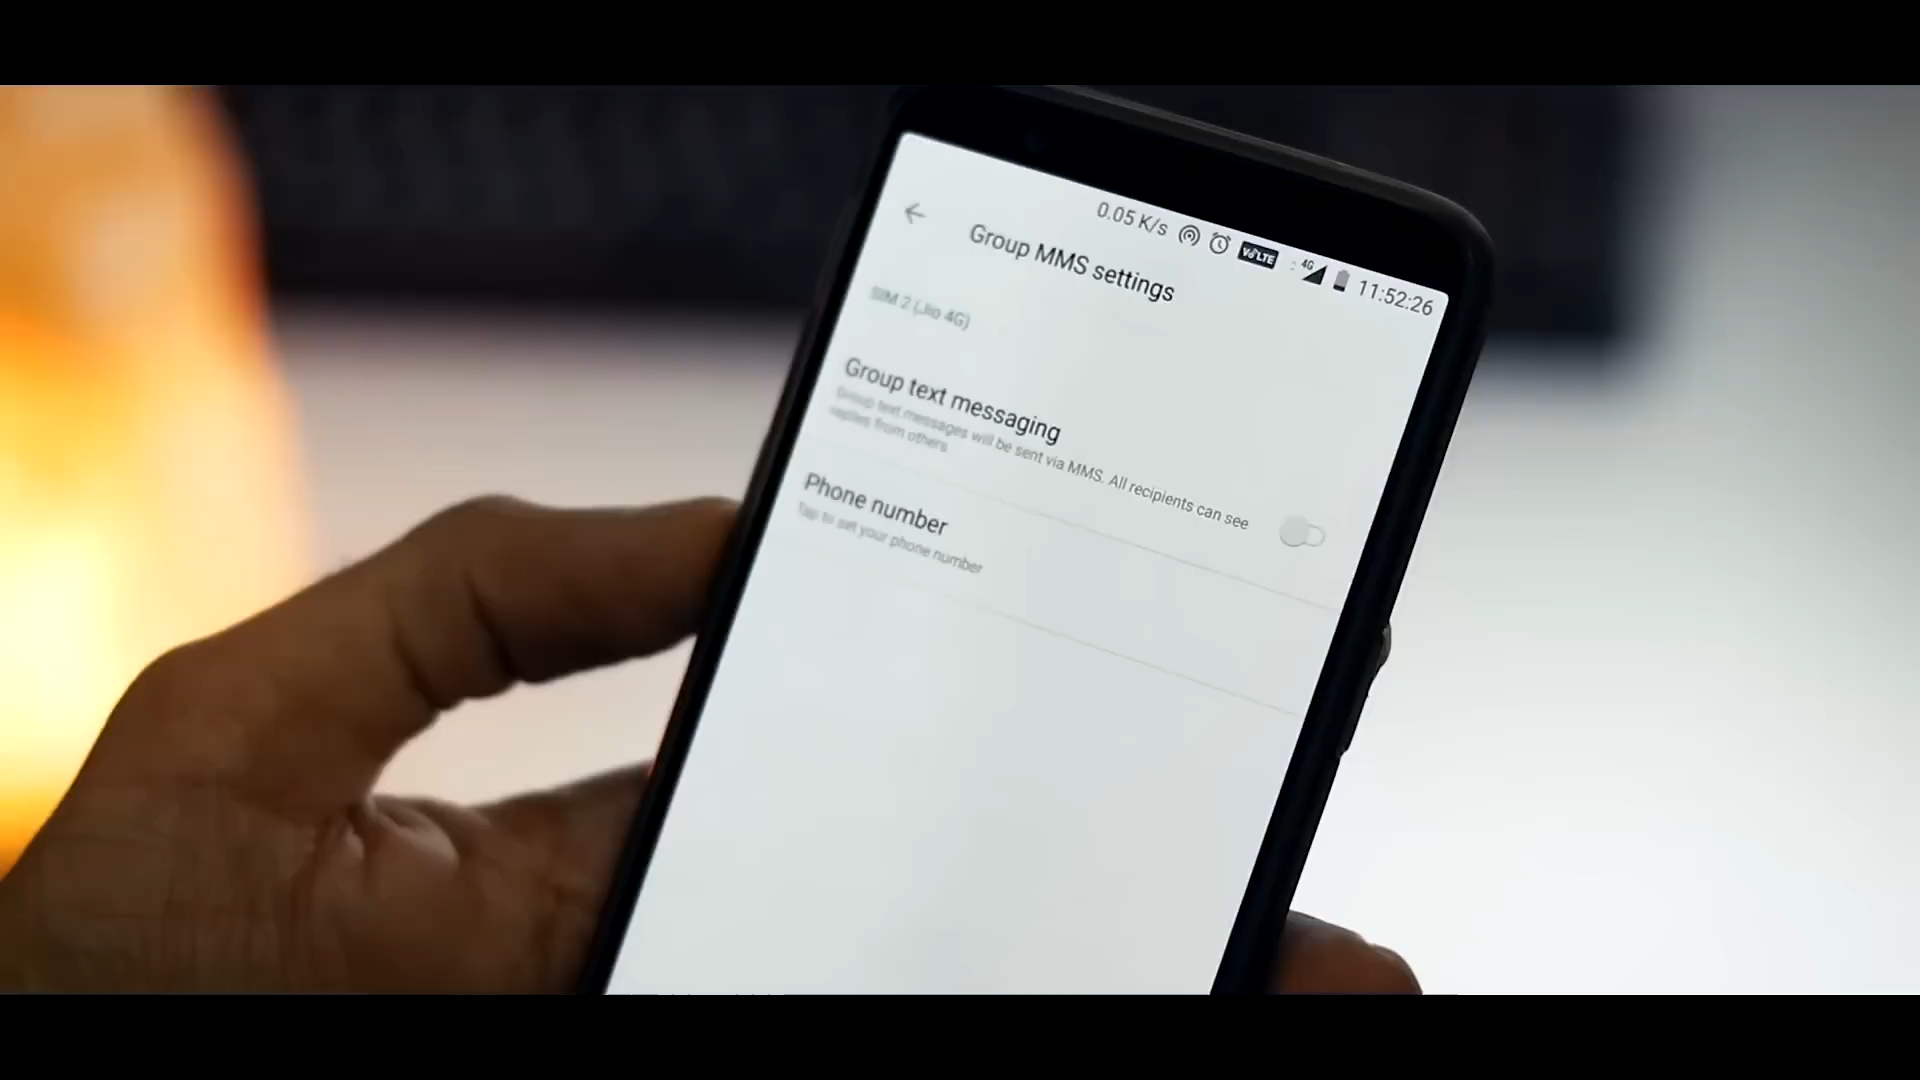 0.05 K/s VoLTE 4G 11:52:26
Group MMS settings
SIM 2 (Jio 4G)
Group text messaging
Group text messages will be sent via MMS. All recipients can see
replies from others
Phone number
Tap to set your phone number